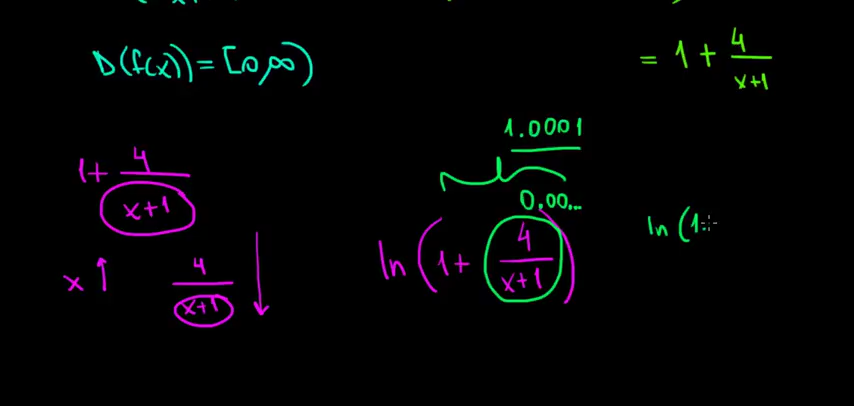 D(f(x)) = [0,∞)
= 1 + 4/(x+1)
1.0001
1 + 4/(x+1)
0.00...
ln(1 + 4/(x+1))
ln(1.
x ↑ 4/(x+1) ↓